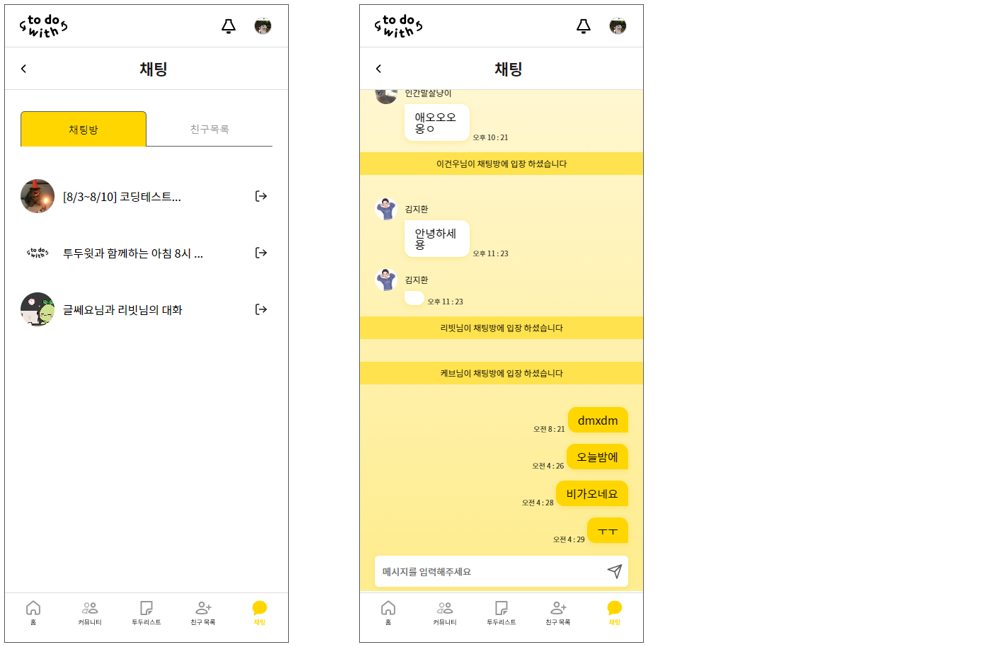 to do
with
채팅
채팅방
친구목록
[8/3~8/10] 코딩테스트...
to do
with
투두윗과 함께하는 아침 8시 ...
글쎄요님과 리빗님의 대화
홈
커뮤니티
투두리스트
친구 목록
채팅
to do
with
채팅
인간말살냥이
애오오오
옹ㅇ
오후 10 : 21
이건우님이 채팅방에 입장 하셨습니다
김지환
안녕하세
용
오후 11 : 23
김지환
오후 11 : 23
리빗님이 채팅방에 입장 하셨습니다
케브님이 채팅방에 입장 하셨습니다
dmxdm
오전 8 : 21
오늘밤에
오전 4 : 26
비가오네요
오전 4 : 28
ㅜㅜ
오전 4 : 29
메시지를 입력해주세요
홈
커뮤니티
투두리스트
친구 목록
채팅